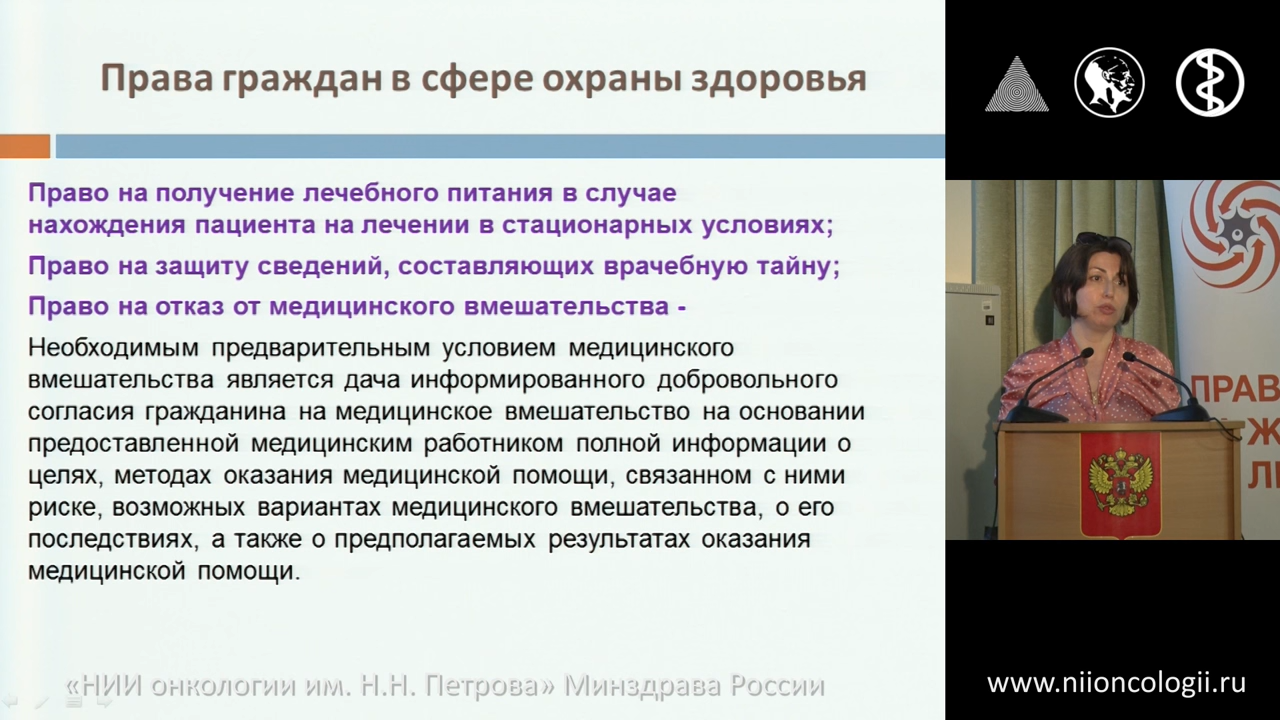 Права граждан в сфере охраны здоровья
Право на получение лечебного питания в случае
нахождения пациента на лечении в стационарных условиях;
Право на защиту сведений, составляющих врачебную тайну;
Право на отказ от медицинского вмешательства -
Необходимым предварительным условием медицинского
вмешательства является дача информированного добровольного
согласия гражданина на медицинское вмешательство на основании
предоставленной медицинским работником полной информации о
целях, методах оказания медицинской помощи, связанном с ними
риске, возможных вариантах медицинского вмешательства, о его
последствиях, а также о предполагаемых результатах оказания
медицинской помощи.
«НИИ онкологии им. Н.Н. Петрова» Минздрава России
ПРАВ
Ж
www.niioncologii.ru